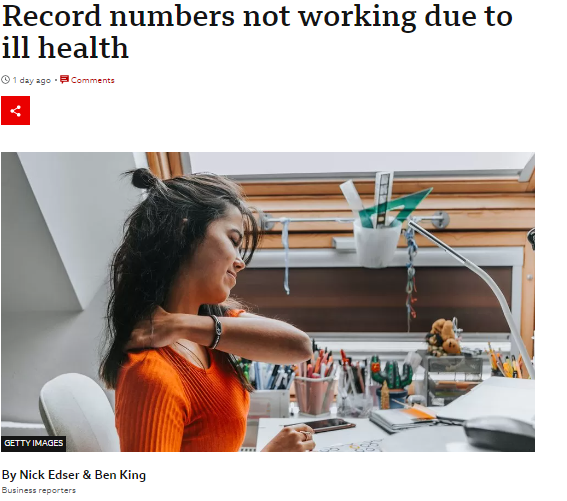 Record numbers not working due to
ill health
1 day ago • Comments
GETTY IMAGES
By Nick Edser & Ben King
Business reporters